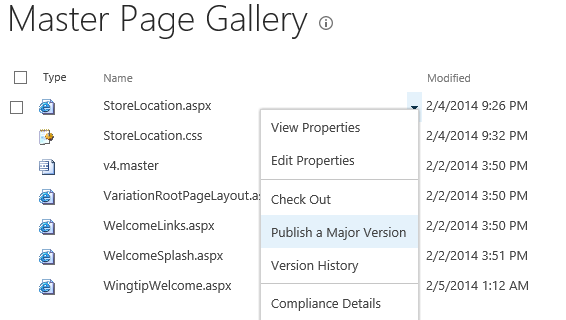 Master Page Gallery
Type Name Modified
StoreLocation.aspx 2/4/2014 9:26 PM
View Properties
StoreLocation.css 2/4/2014 9:32 PM
Edit Properties
v4.master 2/2/2014 3:50 PM
VariationRootPageLayout.as 2/2/2014 3:50 PM
Check Out
WelcomeLinks.aspx 2/2/2014 3:50 PM
Publish a Major Version
WelcomeSplash.aspx 2/2/2014 3:51 PM
Version History
WingtipWelcome.aspx 2/5/2014 1:12 AM
Compliance Details